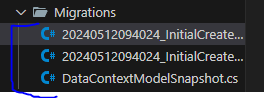 Migrations
C# 20240512094024_InitialCreate...
C# 20240512094024_InitialCreate...
C# DataContextModelSnapshot.cs